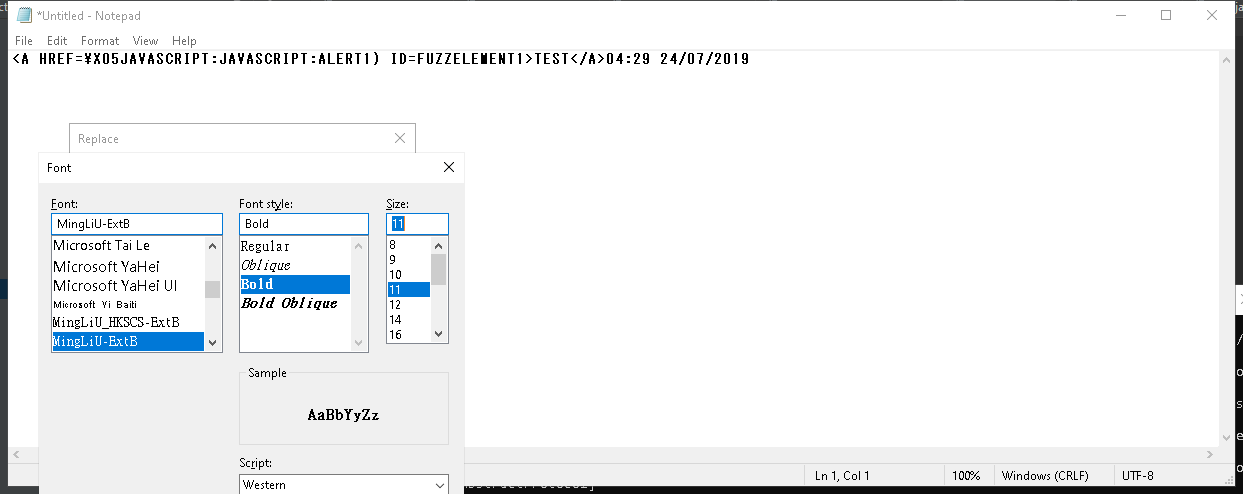 *Untitled - Notepad
File Edit Format View Help
<A HREF=¥X05JAVASCRIPT:JAVASCRIPT:ALERT1) ID=FUZZELEMENT1>TEST</A>04:29 24/07/2019
Replace
Font
Font: Font style: Size:
MingLiU-ExtB Bold 11
Microsoft Tai Le Regular 8
Microsoft YaHei Oblique 9
Microsoft YaHei UI Bold 10
Microsoft Yi Baiti Bold Oblique 11
MingLiU_HKSCS-ExtB 12
MingLiU-ExtB 14
16
Sample
AaBbYyZz
Script:
Western
Ln 1, Col 1 100% Windows (CRLF) UTF-8